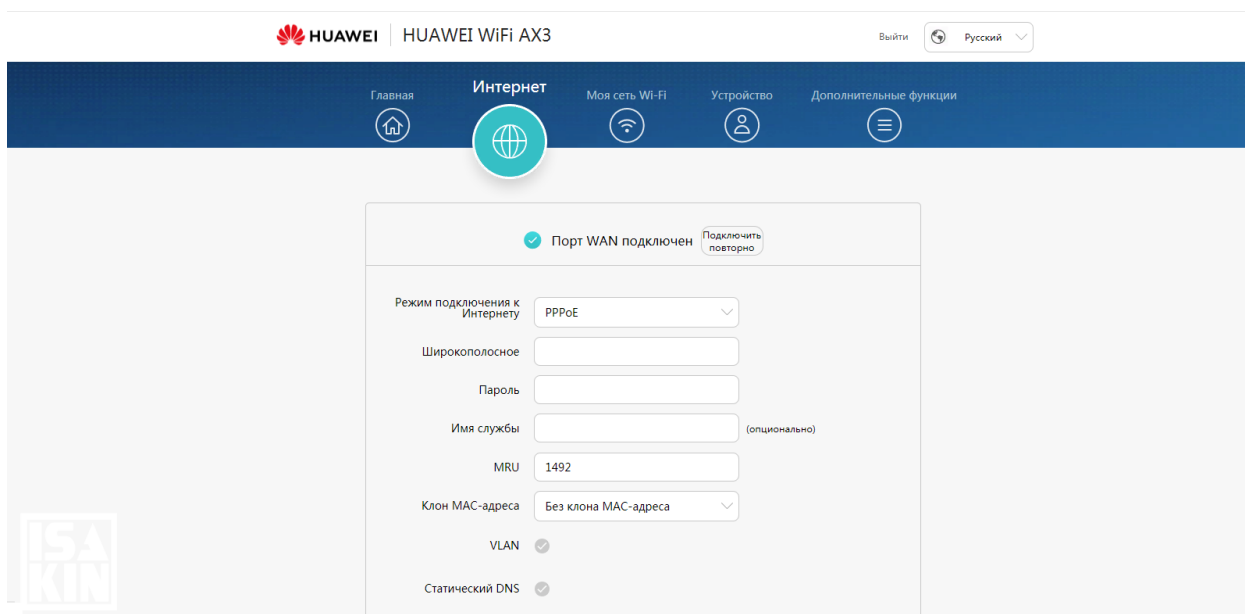 HUAWEI HUAWEI WiFi AX3 Выйти Русский
Главная Интернет Моя сеть Wi-Fi Устройство Дополнительные функции
Порт WAN подключен
Подключить
повторно
Режим подключения к
Интернету
PPPoE
Широкополосное
Пароль
Имя службы (опционально)
MRU 1492
Клон MAC-адреса Без клона MAC-адреса
VLAN
Статический DNS
ISA
KIN